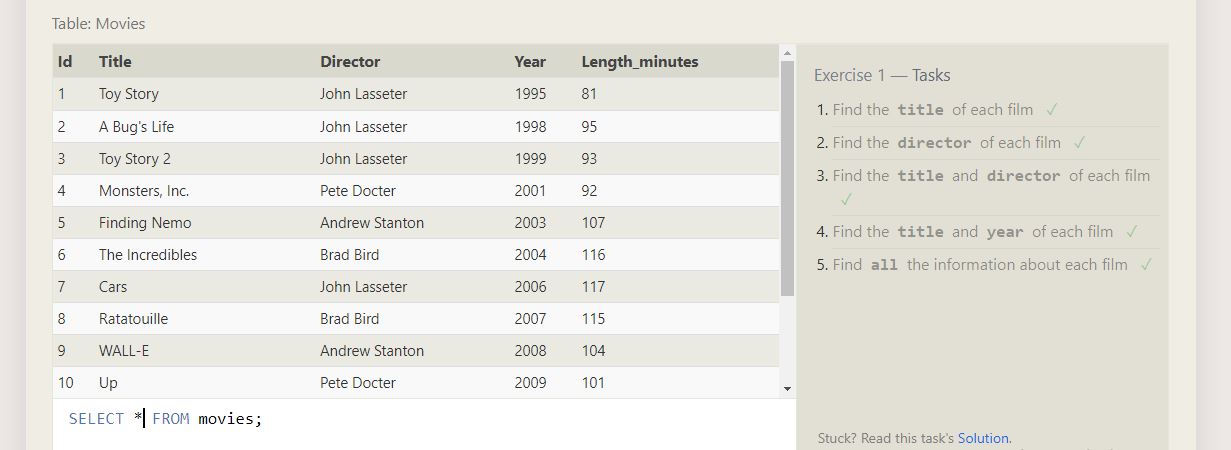 Table: Movies
Id Title Director Year Length_minutes
1 Toy Story John Lasseter 1995 81
2 A Bug's Life John Lasseter 1998 95
3 Toy Story 2 John Lasseter 1999 93
4 Monsters, Inc. Pete Docter 2001 92
5 Finding Nemo Andrew Stanton 2003 107
6 The Incredibles Brad Bird 2004 116
7 Cars John Lasseter 2006 117
8 Ratatouille Brad Bird 2007 115
9 WALL-E Andrew Stanton 2008 104
10 Up Pete Docter 2009 101
SELECT * FROM movies;
Exercise 1 — Tasks
1. Find the title of each film ✓
2. Find the director of each film ✓
3. Find the title and director of each film
✓
4. Find the title and year of each film ✓
5. Find all the information about each film ✓
Stuck? Read this task's Solution.